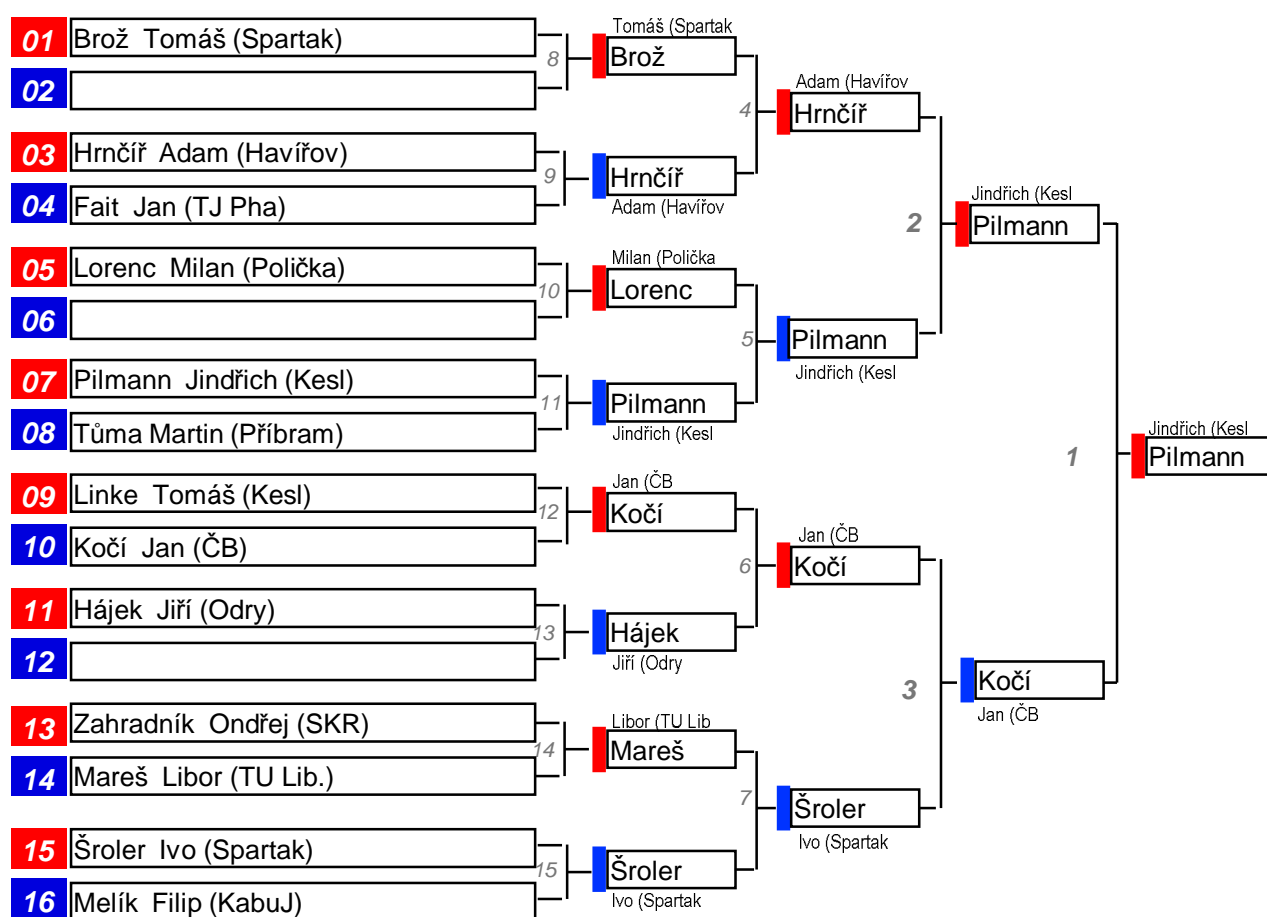 01 Brož Tomáš (Spartak)
02
03 Hrnčíř Adam (Havířov)
04 Fait Jan (TJ Pha)
05 Lorenc Milan (Polička)
06
07 Pilmann Jindřich (Kesl)
08 Tůma Martin (Příbram)
09 Linke Tomáš (Kesl)
10 Kočí Jan (ČB)
11 Hájek Jiří (Odry)
12
13 Zahradník Ondřej (SKR)
14 Mareš Libor (TU Lib.)
15 Šroler Ivo (Spartak)
16 Melík Filip (KabuJ)
8
9
10
11
12
13
14
15
Tomáš (Spartak
Brož
Hrnčíř
Adam (Havířov
Milan (Polička
Lorenc
Pilmann
Jindřich (Kesl
Jan (ČB
Kočí
Hájek
Jiří (Odry
Libor (TU Lib
Mareš
Šroler
Ivo (Spartak
4
5
6
7
Adam (Havířov
Hrnčíř
Pilmann
Jindřich (Kesl
Jan (ČB
Kočí
Šroler
Ivo (Spartak
2
3
Jindřich (Kesl
Pilmann
Kočí
Jan (ČB
1
Jindřich (Kesl
Pilmann